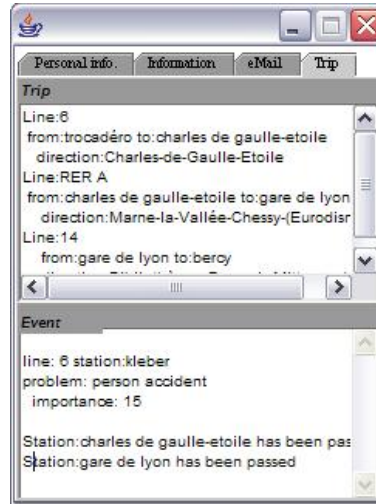 Personal info. Information eMail Trip
Trip
Line:6
from:trocadéro to:charles de gaulle-etoile
direction:Charles-de-Gaulle-Etoile
Line:RER A
from:charles de gaulle-etoile to:gare de lyon
direction:Marne-la-Vallée-Chessy-(Eurodisn
Line:14
from:gare de lyon to:bercy
Event
line: 6 station:kleber
problem: person accident
importance: 15
Station:charles de gaulle-etoile has been pas
Station:gare de lyon has been passed